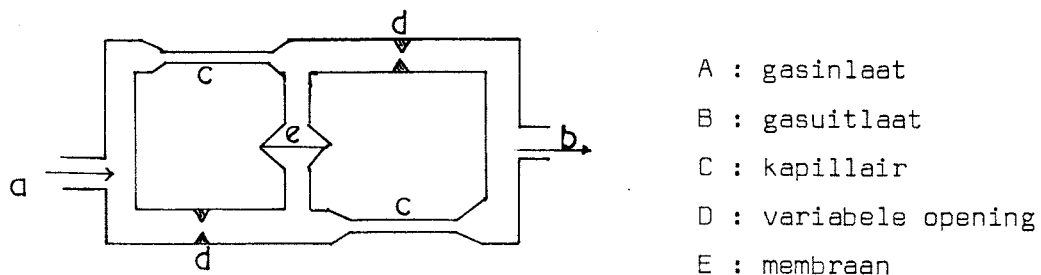 d
c
e
b
a
c
d
A : gasinlaat
B : gasuitlaat
C : kapillair
D : variabele opening
E : membraan